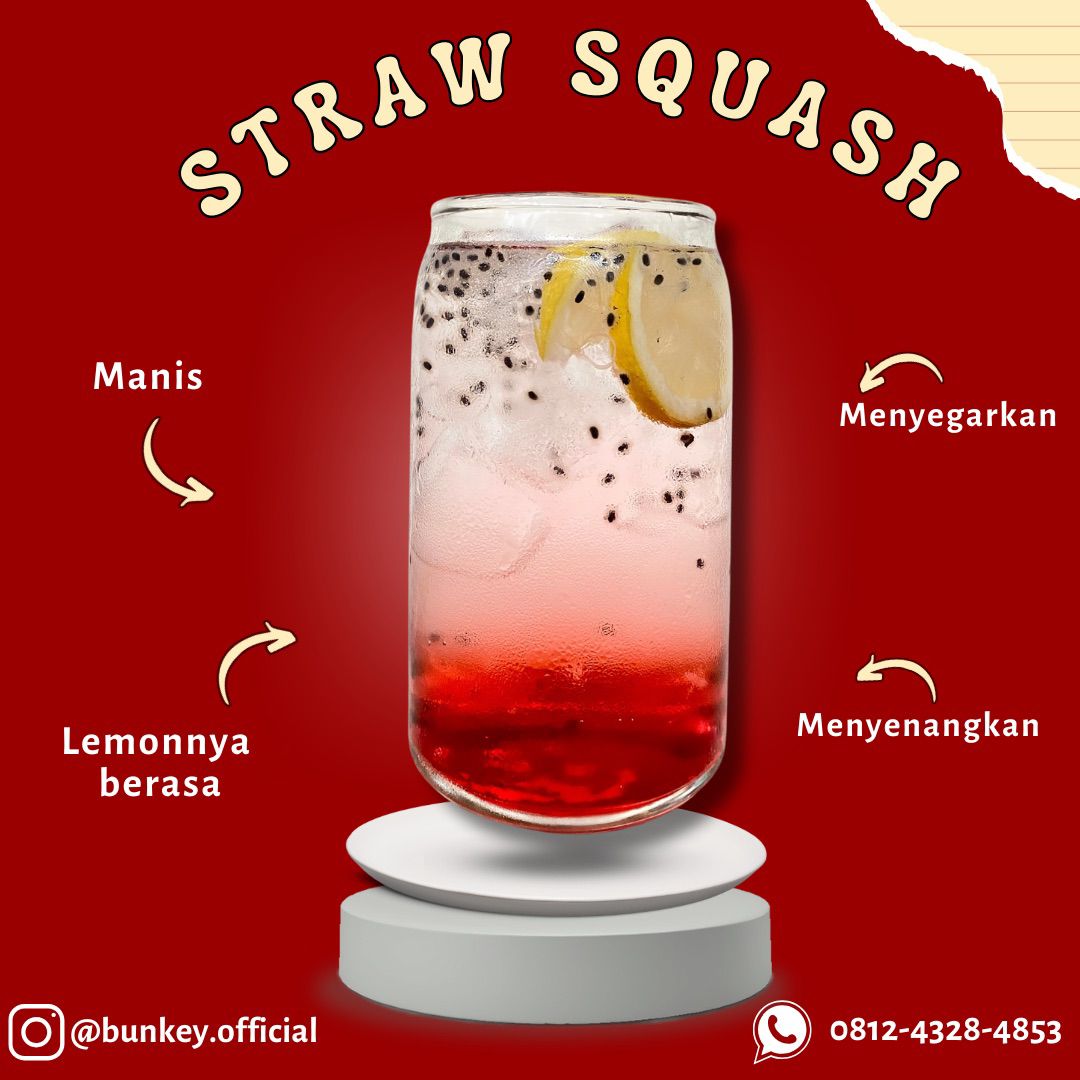 STRAW SQUASH
Manis
Menyegarkan
Lemonnya
berasa
Menyenangkan
@bunkey.official
0812-4328-4853